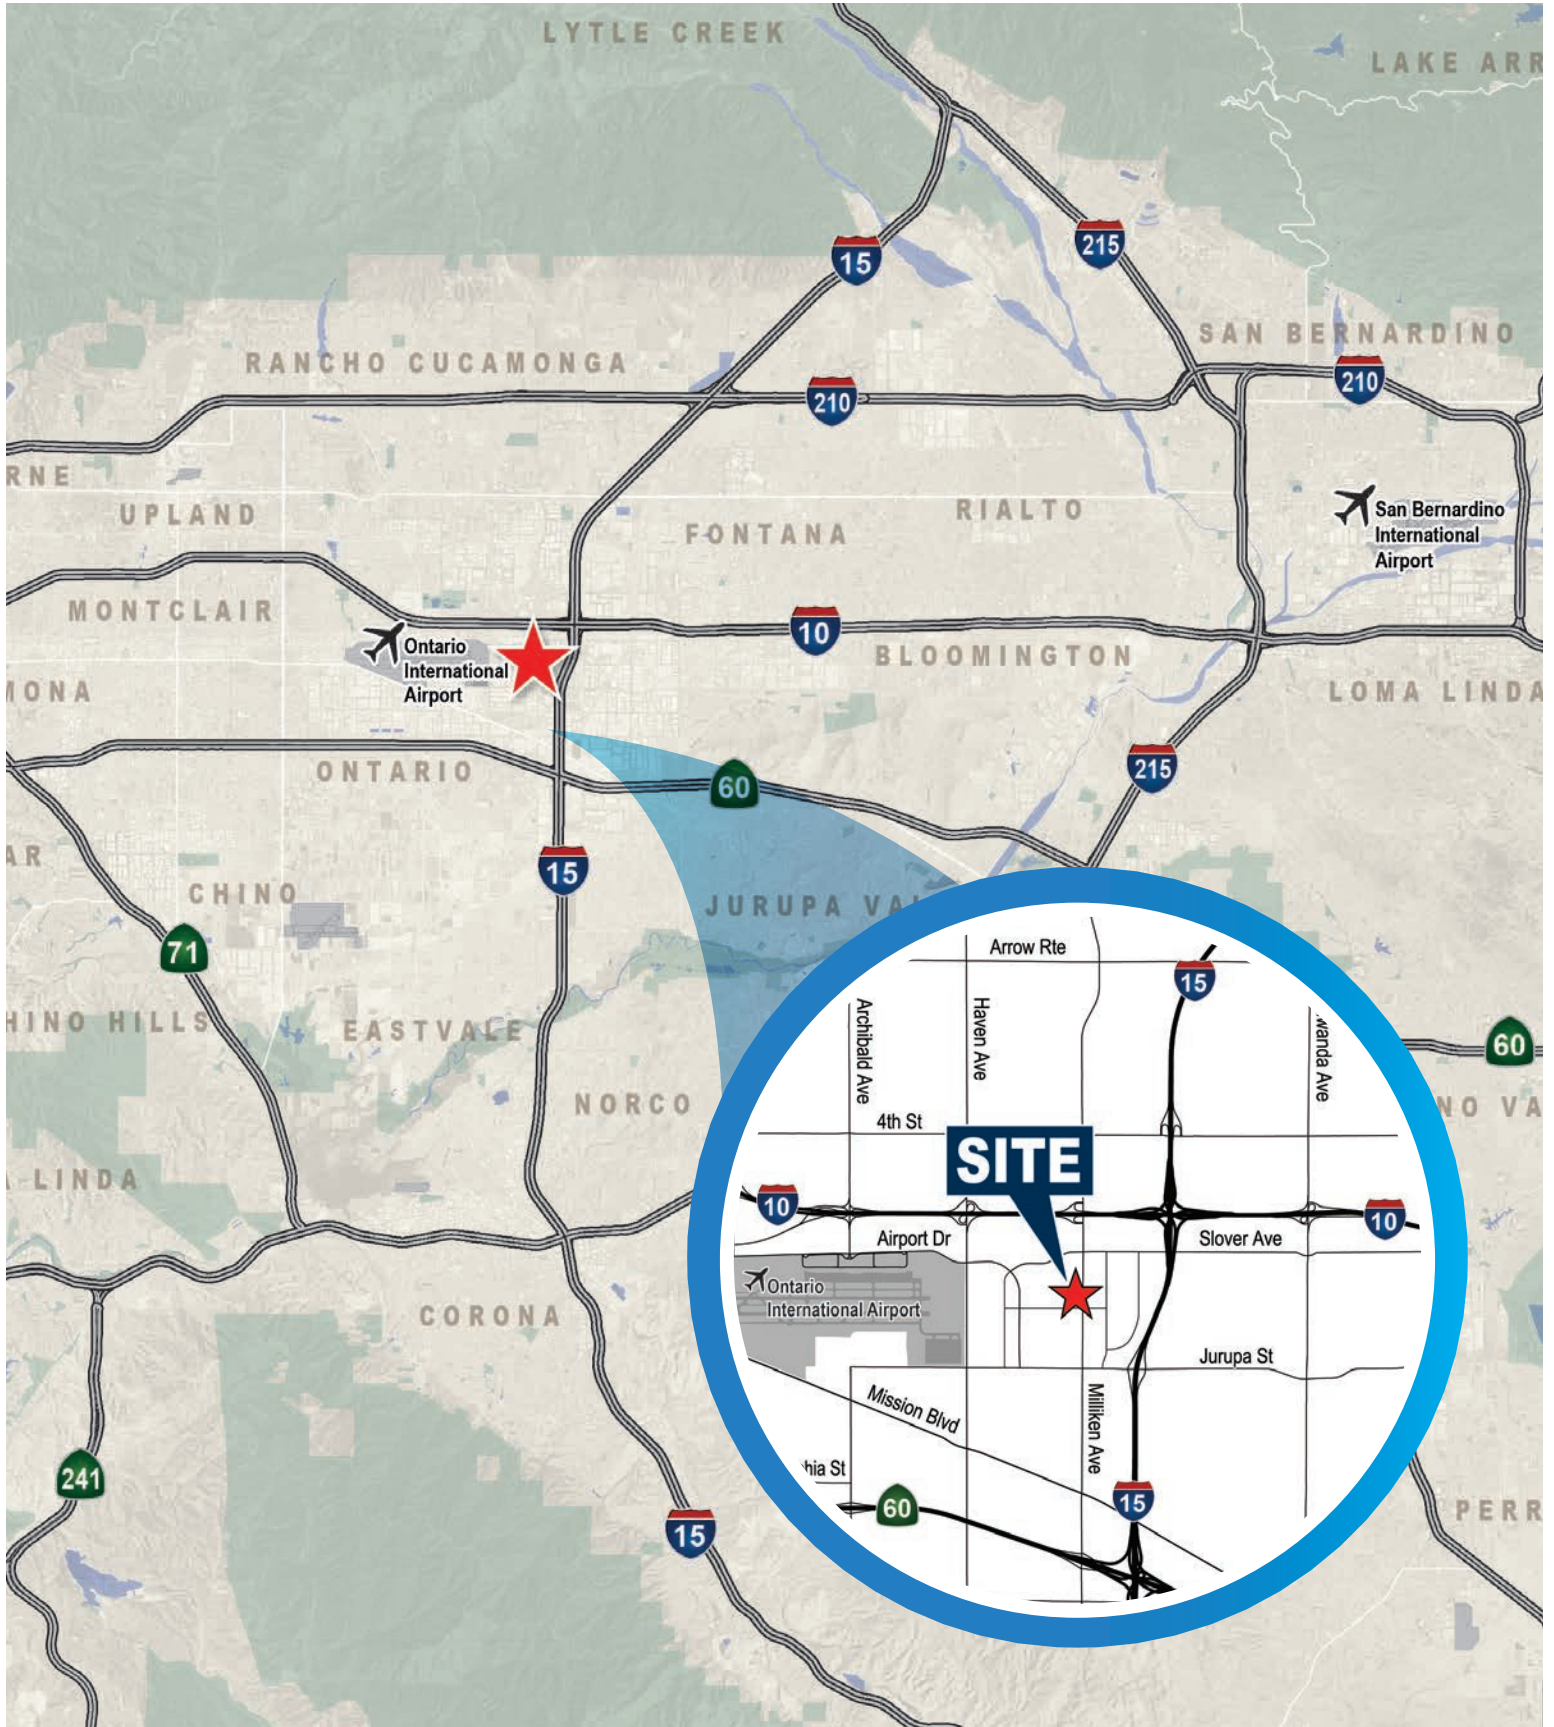 LYTLE CREEK
LAKE ARR
215
15
SAN BERNARDINO
RANCHO CUCAMONGA
210
210
RNE
UPLAND
RIALTO
San Bernardino
International
Airport
FONTANA
MONTCLAIR
10
Ontario
International
Airport
BLOOMINGTON
MONA
LOMA LINDA
ONTARIO
215
60
AR
15
CHINO
JURUPA VAL
71
HINO HILLS
EASTVALE
60
NORCO
NO VA
A LINDA
CORONA
241
15
PERR
Arrow Rte
15
Archibald Ave
Haven Ave
wanda Ave
4th St
SITE
10
10
Airport Dr
Slover Ave
Ontario
International Airport
Jurupa St
Mission Blvd
Milliken Ave
hia St
15
60